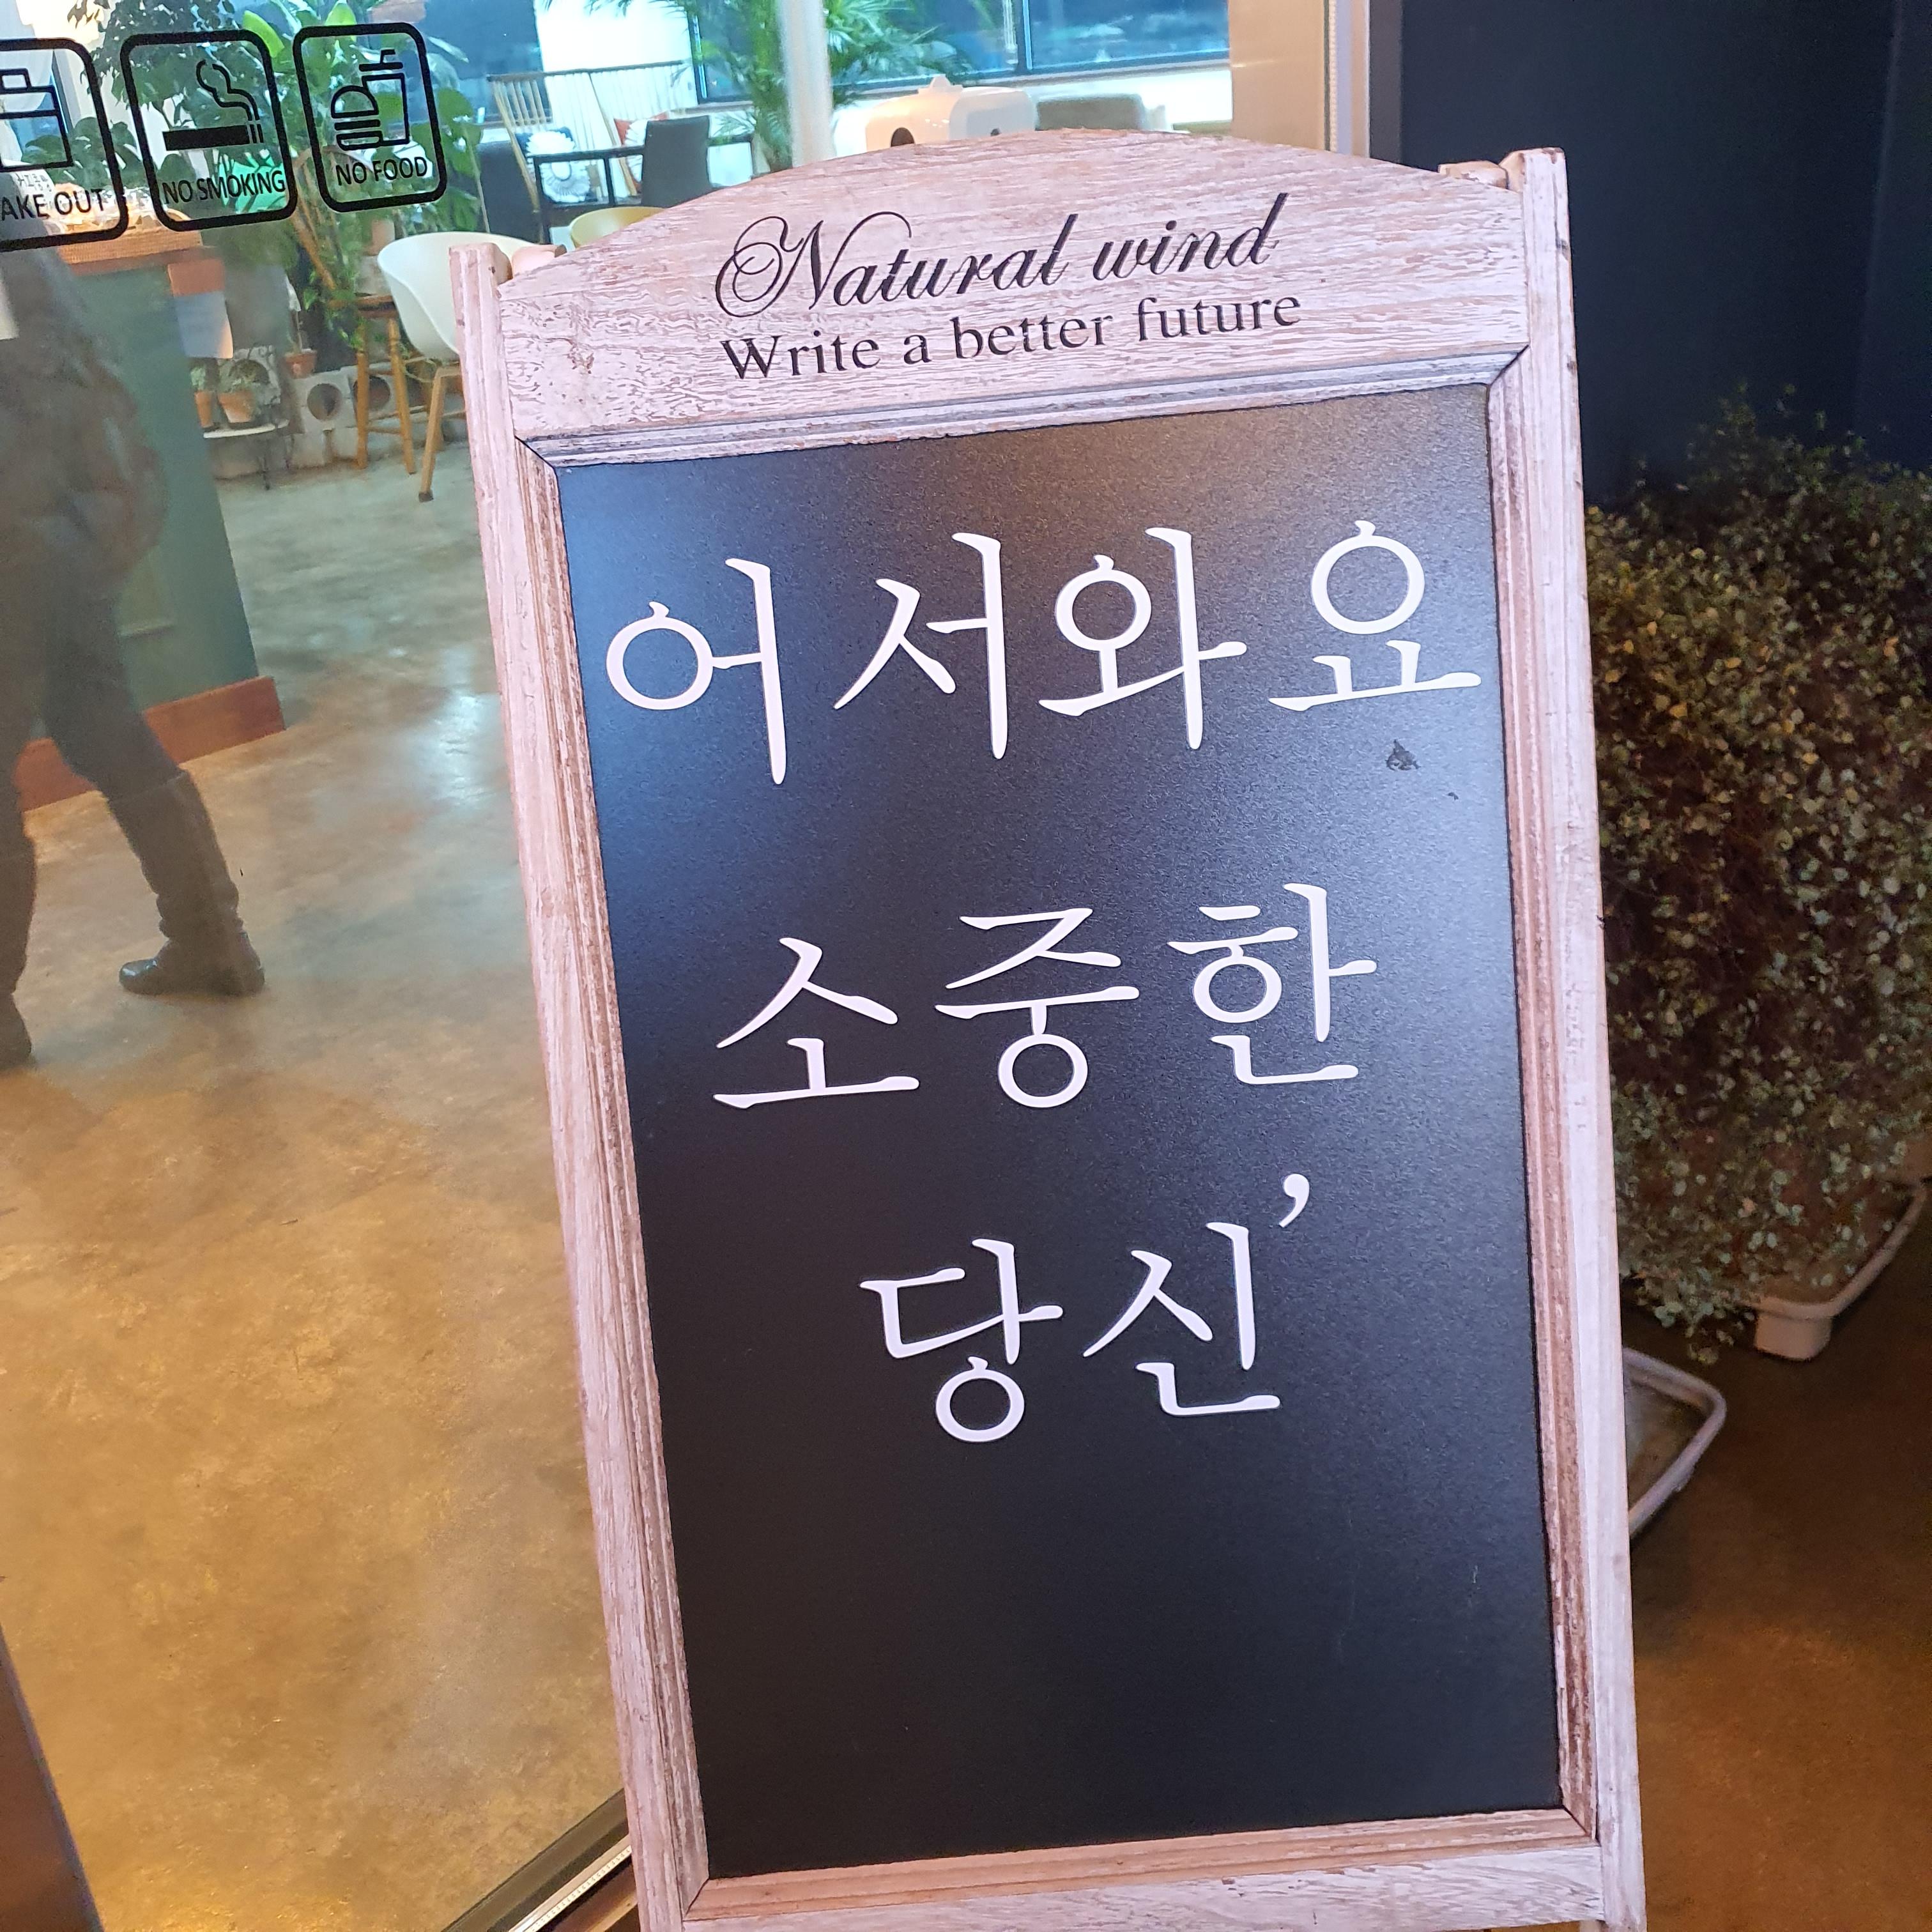 AKE OUT
NO SMOKING
NO FOOD
Natural wind
Write a better future
어서와요
소중한
당신’